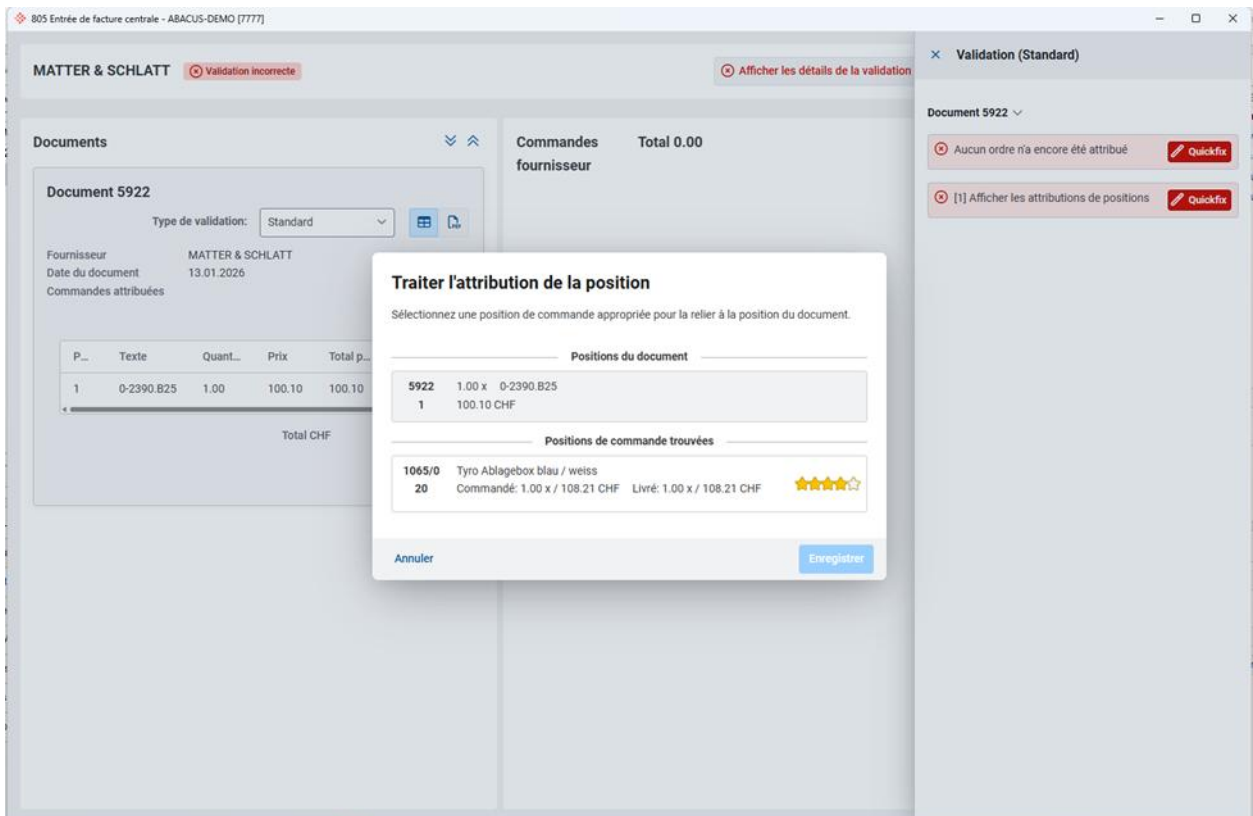 805 Entrée de facture centrale - ABACUS-DEMO [7777]
MATTER & SCHLATT Validation incorrecte
Afficher les détails de la validation
Documents
Document 5922
Type de validation: Standard
Fournisseur MATTER & SCHLATT
Date du document 13.01.2026
Commandes attribuées
P... Texte Quant... Prix Total p...
1 0-2390.B25 1.00 100.10 100.10
Total CHF
Commandes fournisseur Total 0.00
Traiter l'attribution de la position
Sélectionnez une position de commande appropriée pour la relier à la position du document.
Positions du document
5922 1.00 x 0-2390.B25
1 100.10 CHF
Positions de commande trouvées
1065/0 Tyro Ablagebox blau / weiss
20 Commandé: 1.00 x / 108.21 CHF Livré: 1.00 x / 108.21 CHF
Annuler Enregistrer
Validation (Standard)
Document 5922
Aucun ordre n'a encore été attribué Quickfix
[1] Afficher les attributions de positions Quickfix